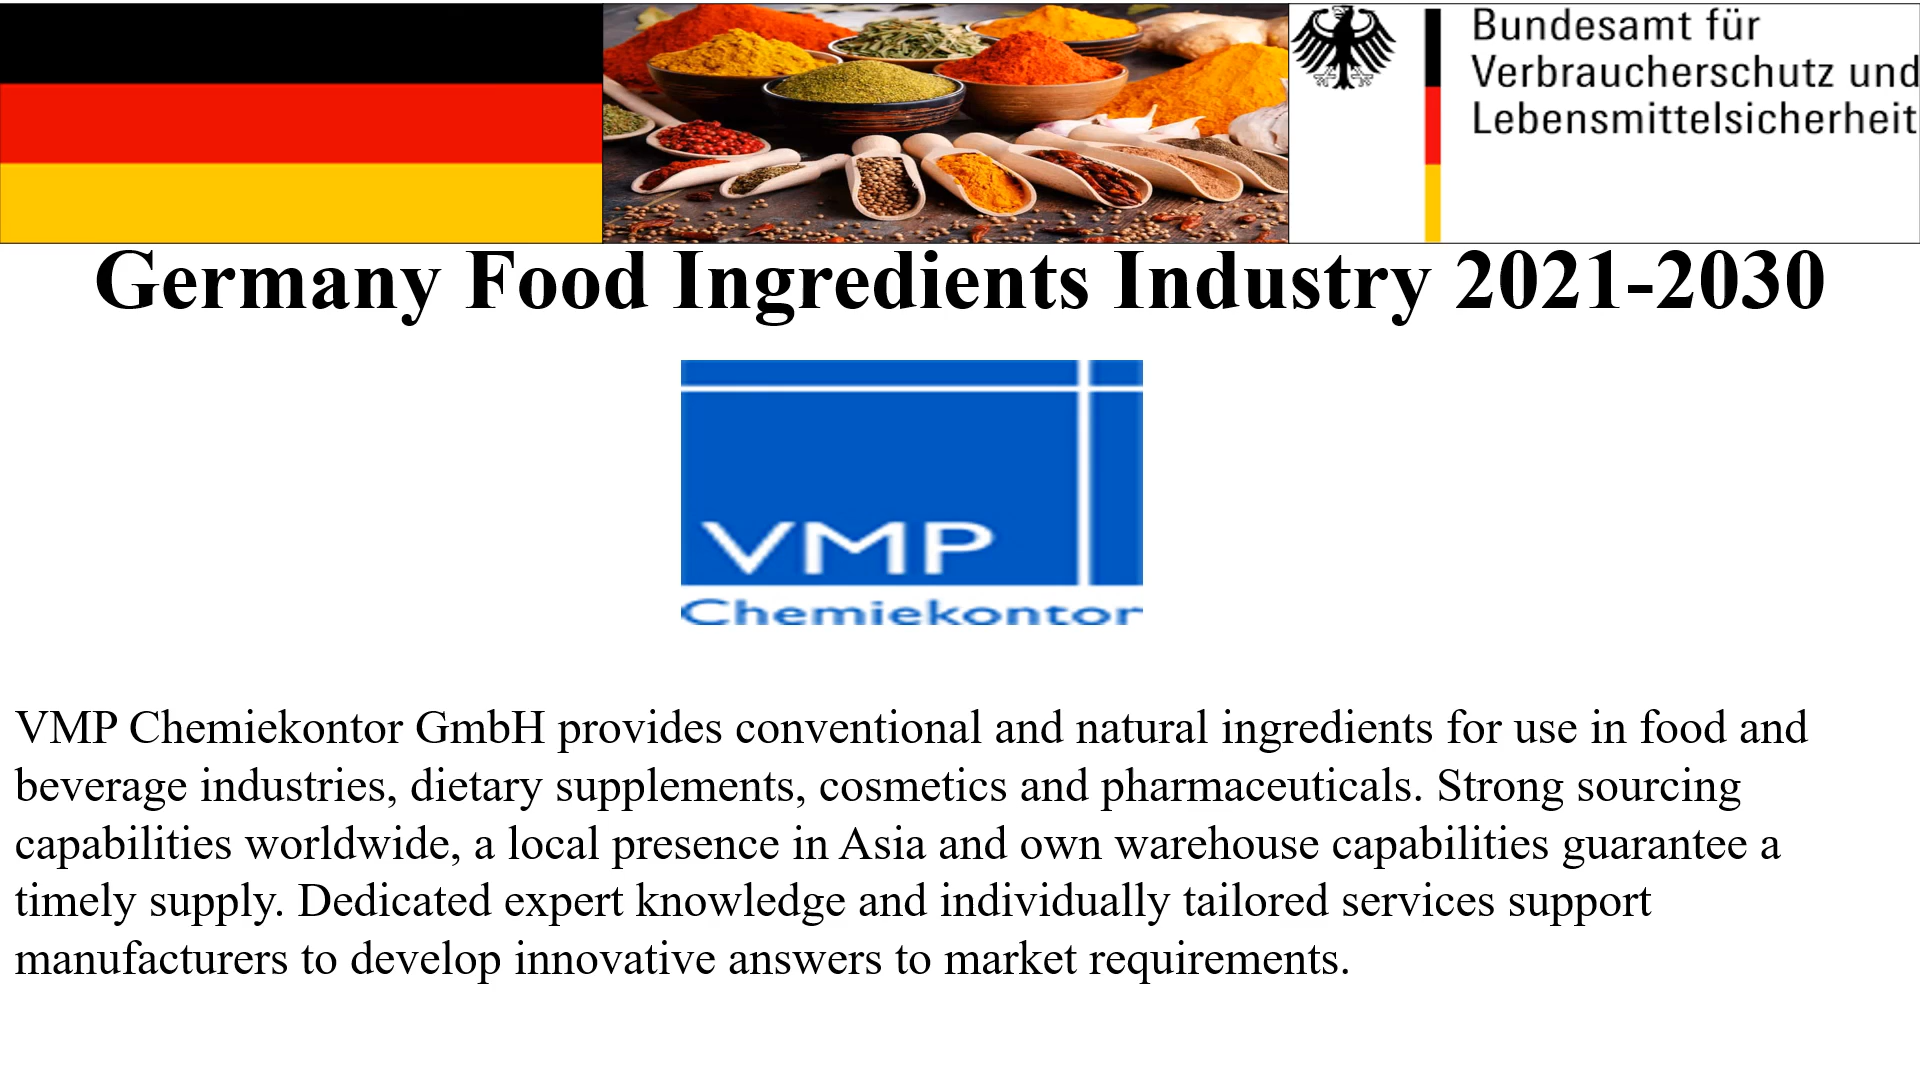 Bundesamt für
Verbraucherschutz und
Lebensmittelsicherheit
Germany Food Ingredients Industry 2021-2030
VMP
Chemiekontor
VMP Chemiekontor GmbH provides conventional and natural ingredients for use in food and
beverage industries, dietary supplements, cosmetics and pharmaceuticals. Strong sourcing
capabilities worldwide, a local presence in Asia and own warehouse capabilities guarantee a
timely supply. Dedicated expert knowledge and individually tailored services support
manufacturers to develop innovative answers to market requirements.